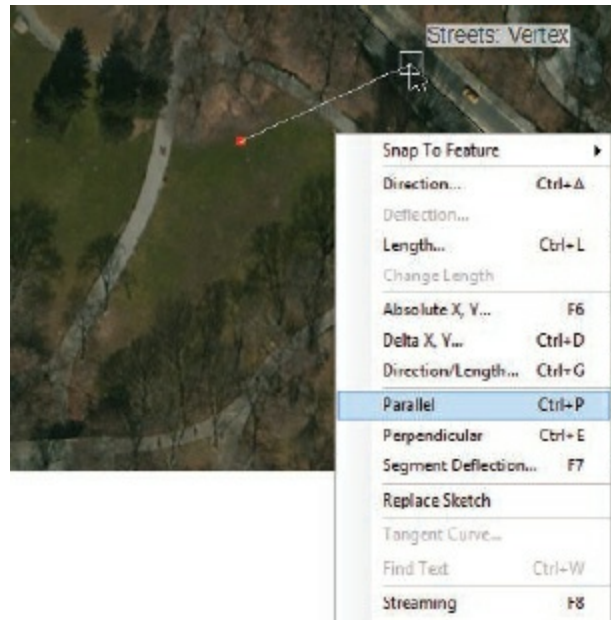 Streets: Vertex
Snap To Feature
Direction... Ctrl+A
Deflection...
Length... Ctrl+L
Change Length
Absolute X, Y... F6
Delta X, Y... Ctrl+D
Direction/Length... Ctrl+G
Parallel Ctrl+P
Perpendicular Ctrl+E
Segment Deflection... F7
Replace Sketch
Tangent Curve...
Find Text Ctrl+W
Streaming F8